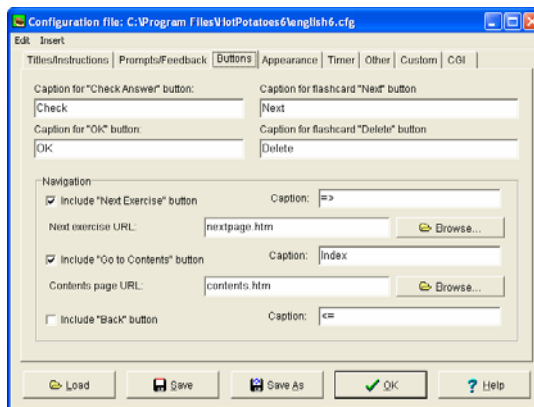 Configuration file: C:\Program Files\HotPotatoes6\english6.cfg
Edit Insert
Titles/Instructions Prompts/Feedback Buttons Appearance Timer Other Custom CGI
Caption for "Check Answer" button: Caption for flashcard "Next" button
Check Next
Caption for "OK" button: Caption for flashcard "Delete" button
OK Delete
Navigation
Include "Next Exercise" button Caption: =>
Next exercise URL: nextpage.htm Browse...
Include "Go to Contents" button Caption: Index
Contents page URL: contents.htm Browse...
Include "Back" button Caption: <=
Load Save Save As OK Help